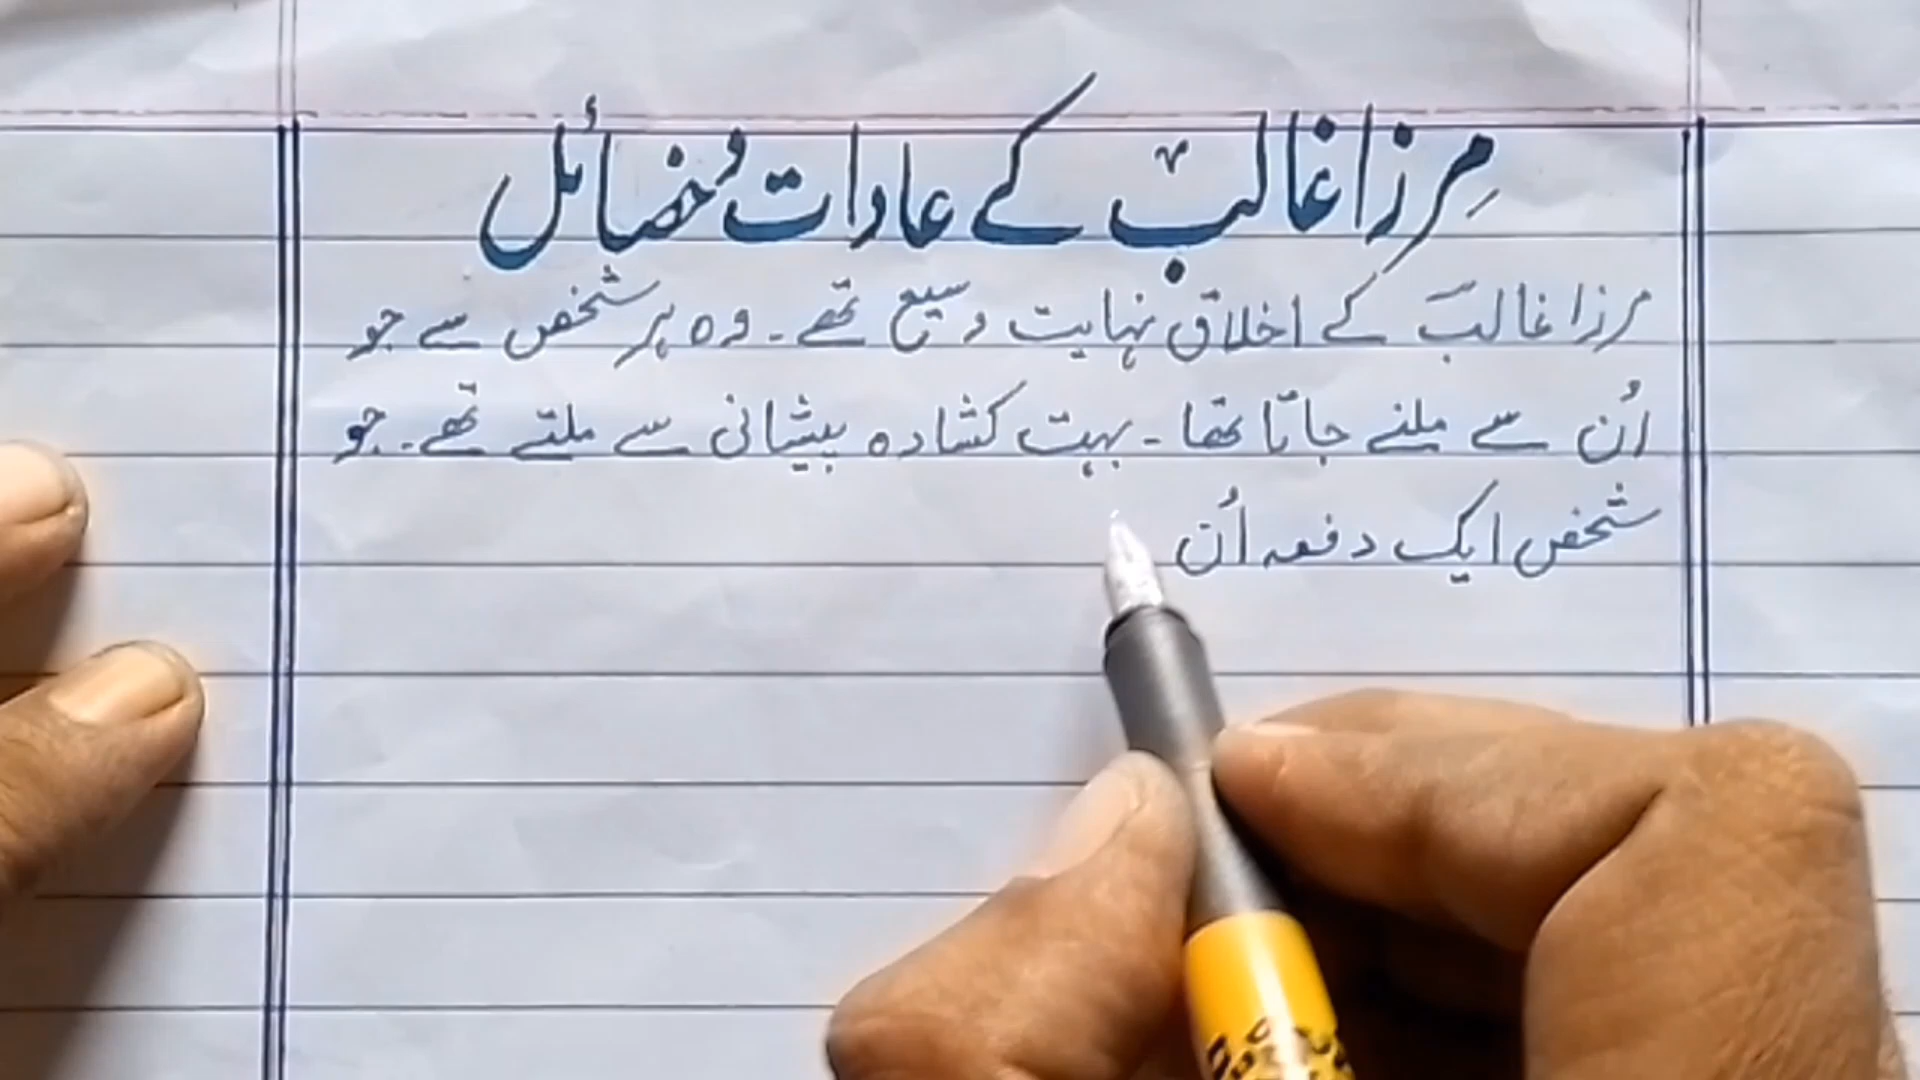 مِرزا غالب کے عادات و خصائل
مرزا غالب کے اخلاق نہایت وسیع تھے۔ وہ ہر شخص سے جو
اُن سے ملنے جاتا تھا۔ بہت کشادہ پیشانی سے ملتے تھے۔ جو
شخص ایک دفعہ اُن